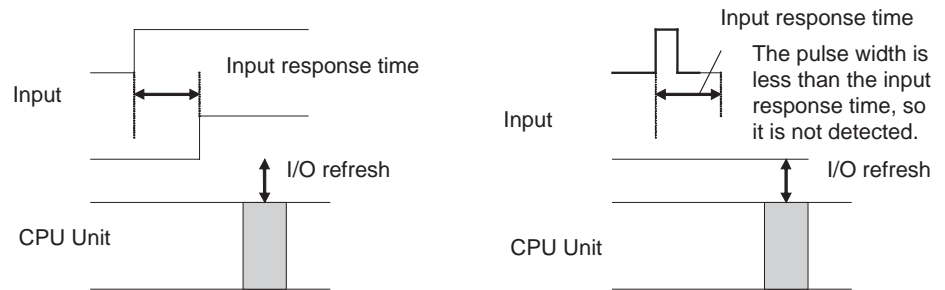 Input response time
Input
I/O refresh
CPU Unit
Input response time
The pulse width is
less than the input
response time, so
it is not detected.
Input
I/O refresh
CPU Unit